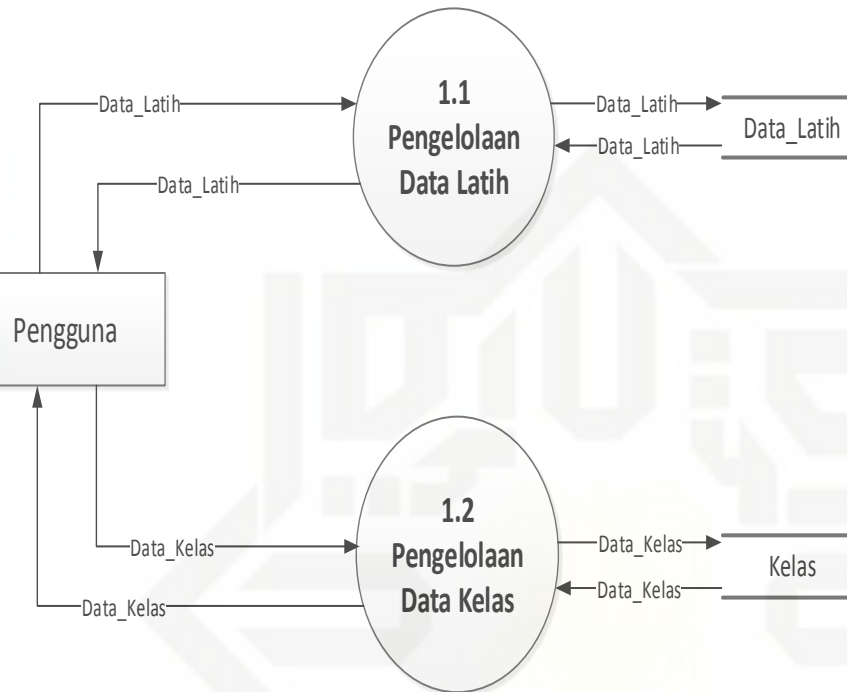 1.1
Pengelolaan
Data Latih
Data_Latih
Data_Latih
Data_Latih
Data_Latih
Data_Latih
Pengguna
1.2
Pengelolaan
Data Kelas
Data_Kelas
Data_Kelas
Data_Kelas
Data_Kelas
Kelas